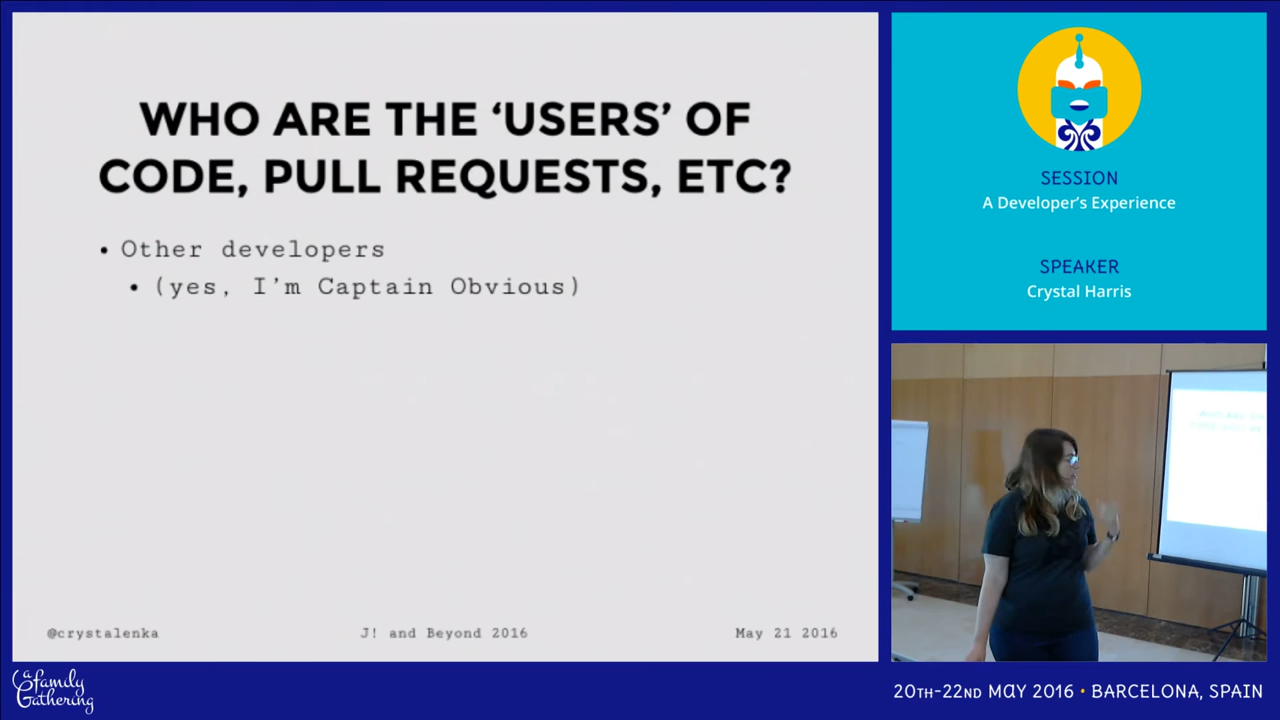 WHO ARE THE ‘USERS’ OF
CODE, PULL REQUESTS, ETC?
• Other developers
• (yes, I’m Captain Obvious)
@crystalenka
J! and Beyond 2016
May 21 2016
SESSION
A Developer’s Experience
SPEAKER
Crystal Harris
a family
Gathering
20TH-22ND MAY 2016 • BARCELONA, SPAIN